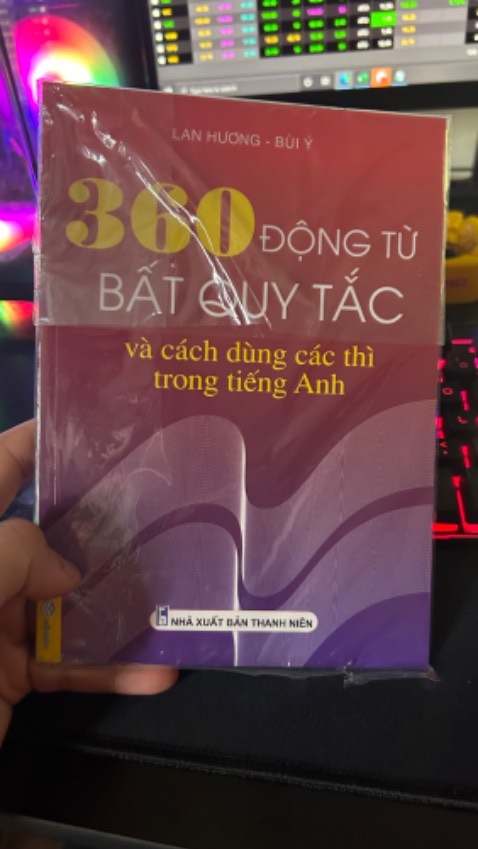 LAN HƯƠNG - BÙI Ý
360 ĐỘNG TỪ
BẤT QUY TẮC
và cách dùng các thì
trong tiếng Anh
NHÀ XUẤT BẢN THANH NIÊN